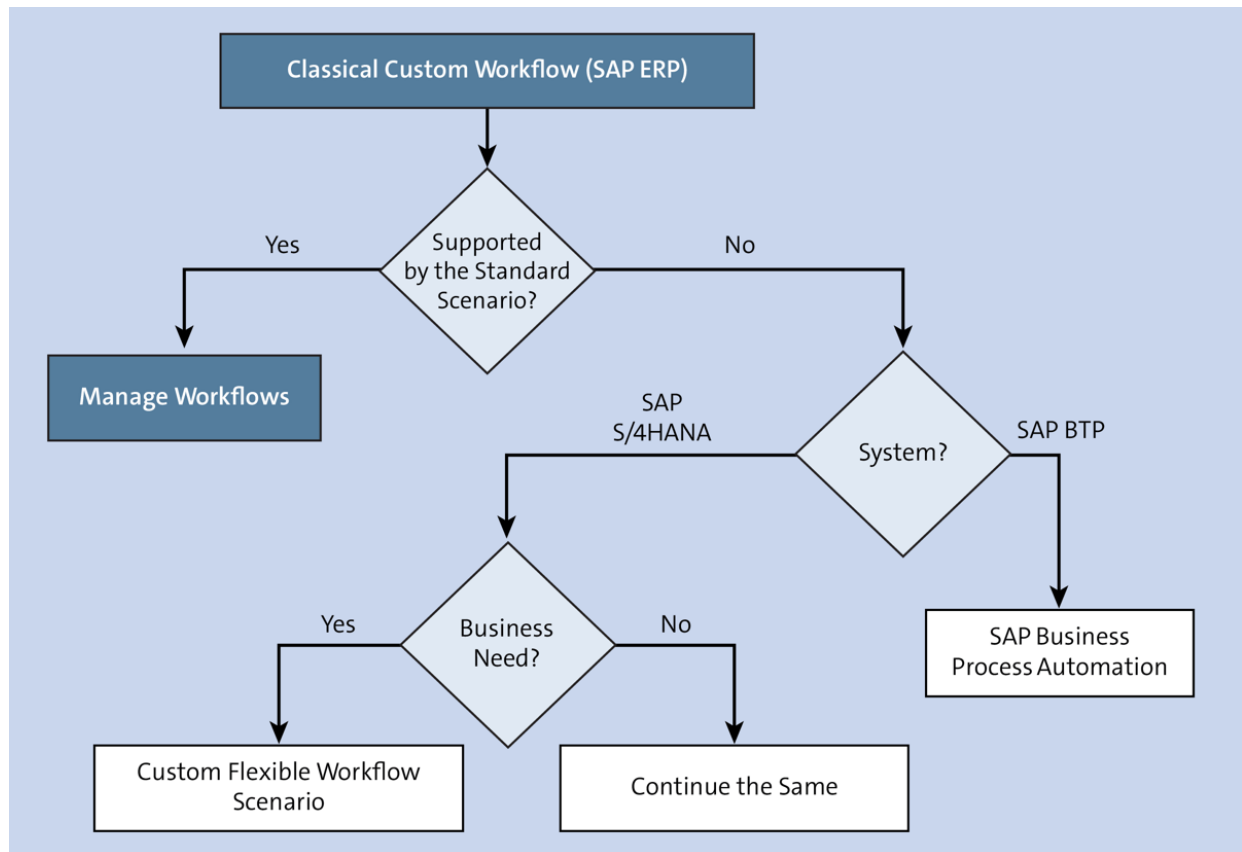 Classical Custom Workflow (SAP ERP)
Supported
by the Standard
Scenario?
Yes
No
Manage Workflows
SAP
S/4HANA
System?
SAP BTP
Business
Need?
Yes
No
SAP Business
Process Automation
Custom Flexible Workflow
Scenario
Continue the Same